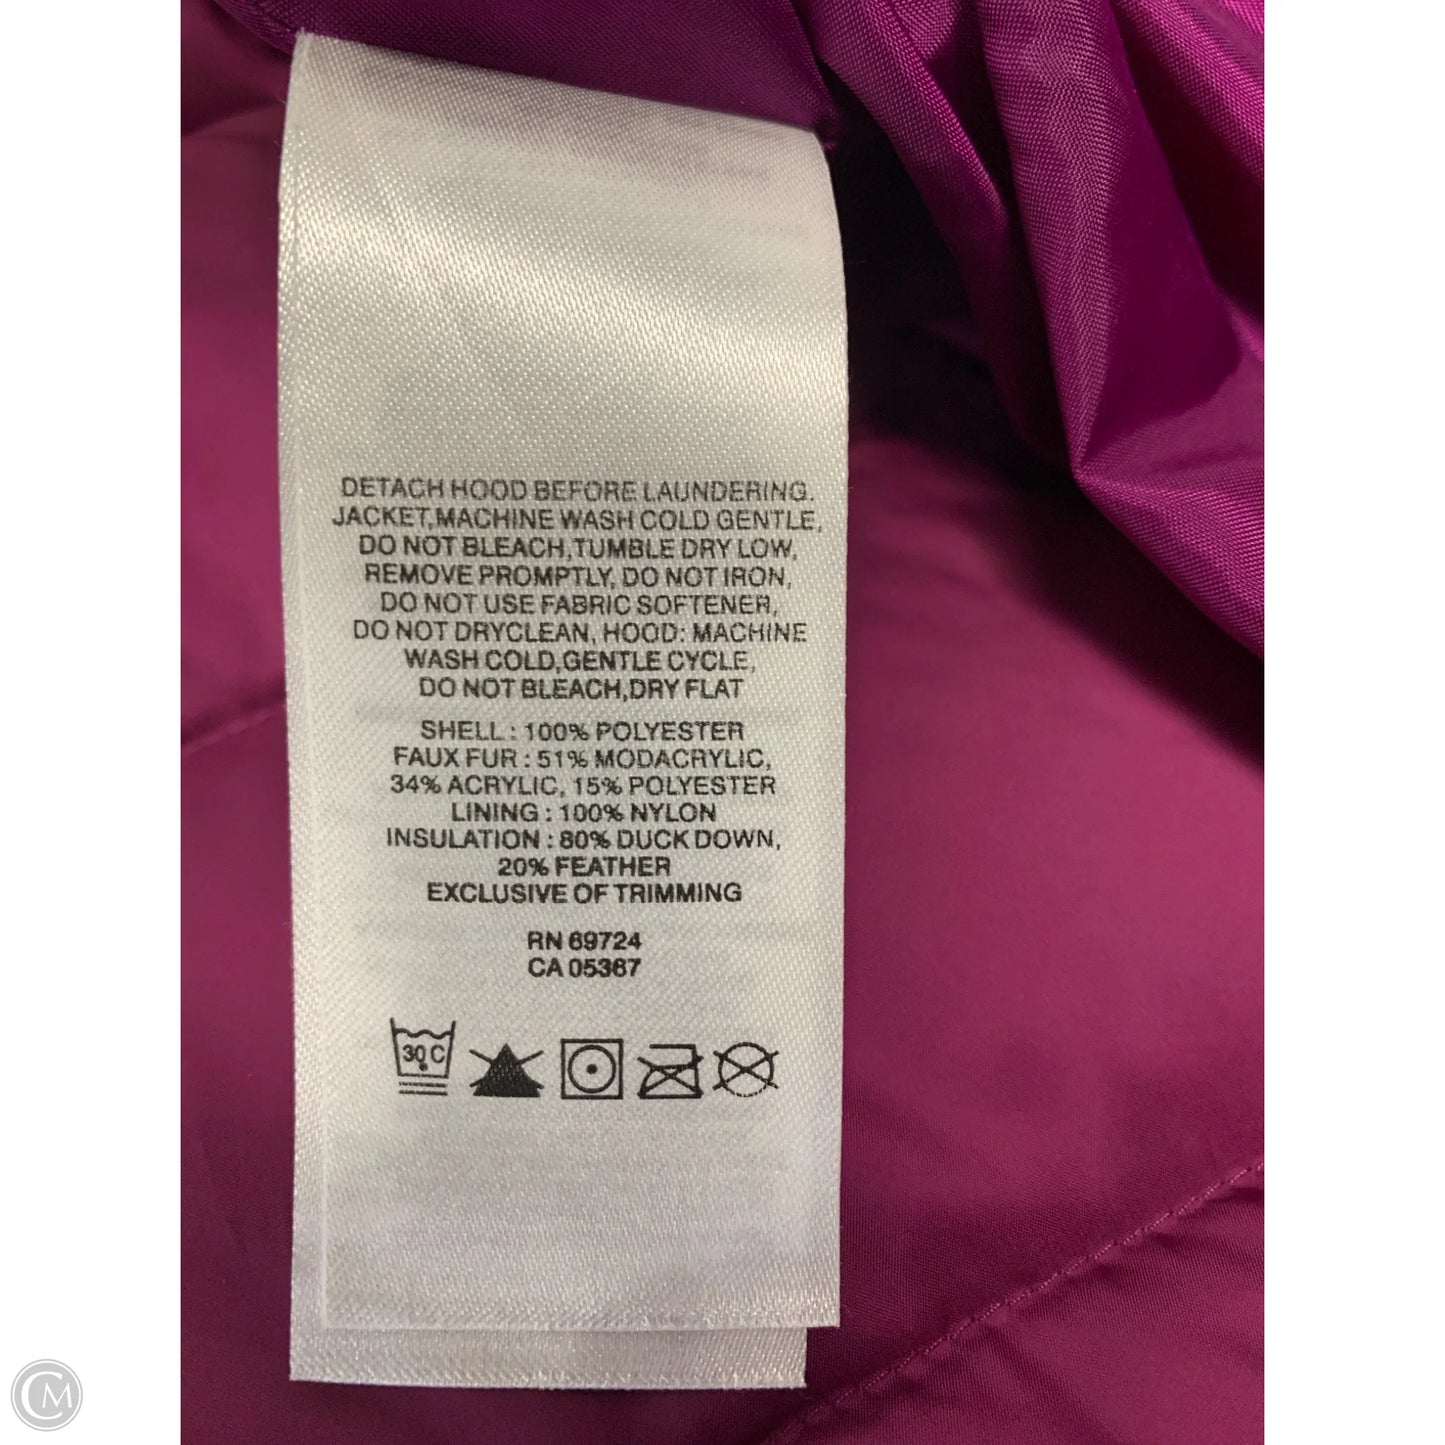 DETACH HOOD BEFORE LAUNDERING.
JACKET,MACHINE WASH COLD GENTLE,
DO NOT BLEACH,TUMBLE DRY LOW,
REMOVE PROMPTLY, DO NOT IRON,
DO NOT USE FABRIC SOFTENER,
DO NOT DRYCLEAN, HOOD: MACHINE
WASH COLD,GENTLE CYCLE,
DO NOT BLEACH,DRY FLAT
SHELL : 100% POLYESTER
FAUX FUR : 51% MODACRYLIC,
34% ACRYLIC, 15% POLYESTER
LINING : 100% NYLON
INSULATION : 80% DUCK DOWN,
20% FEATHER
EXCLUSIVE OF TRIMMING
RN 69724
CA 05367
30 C
CM